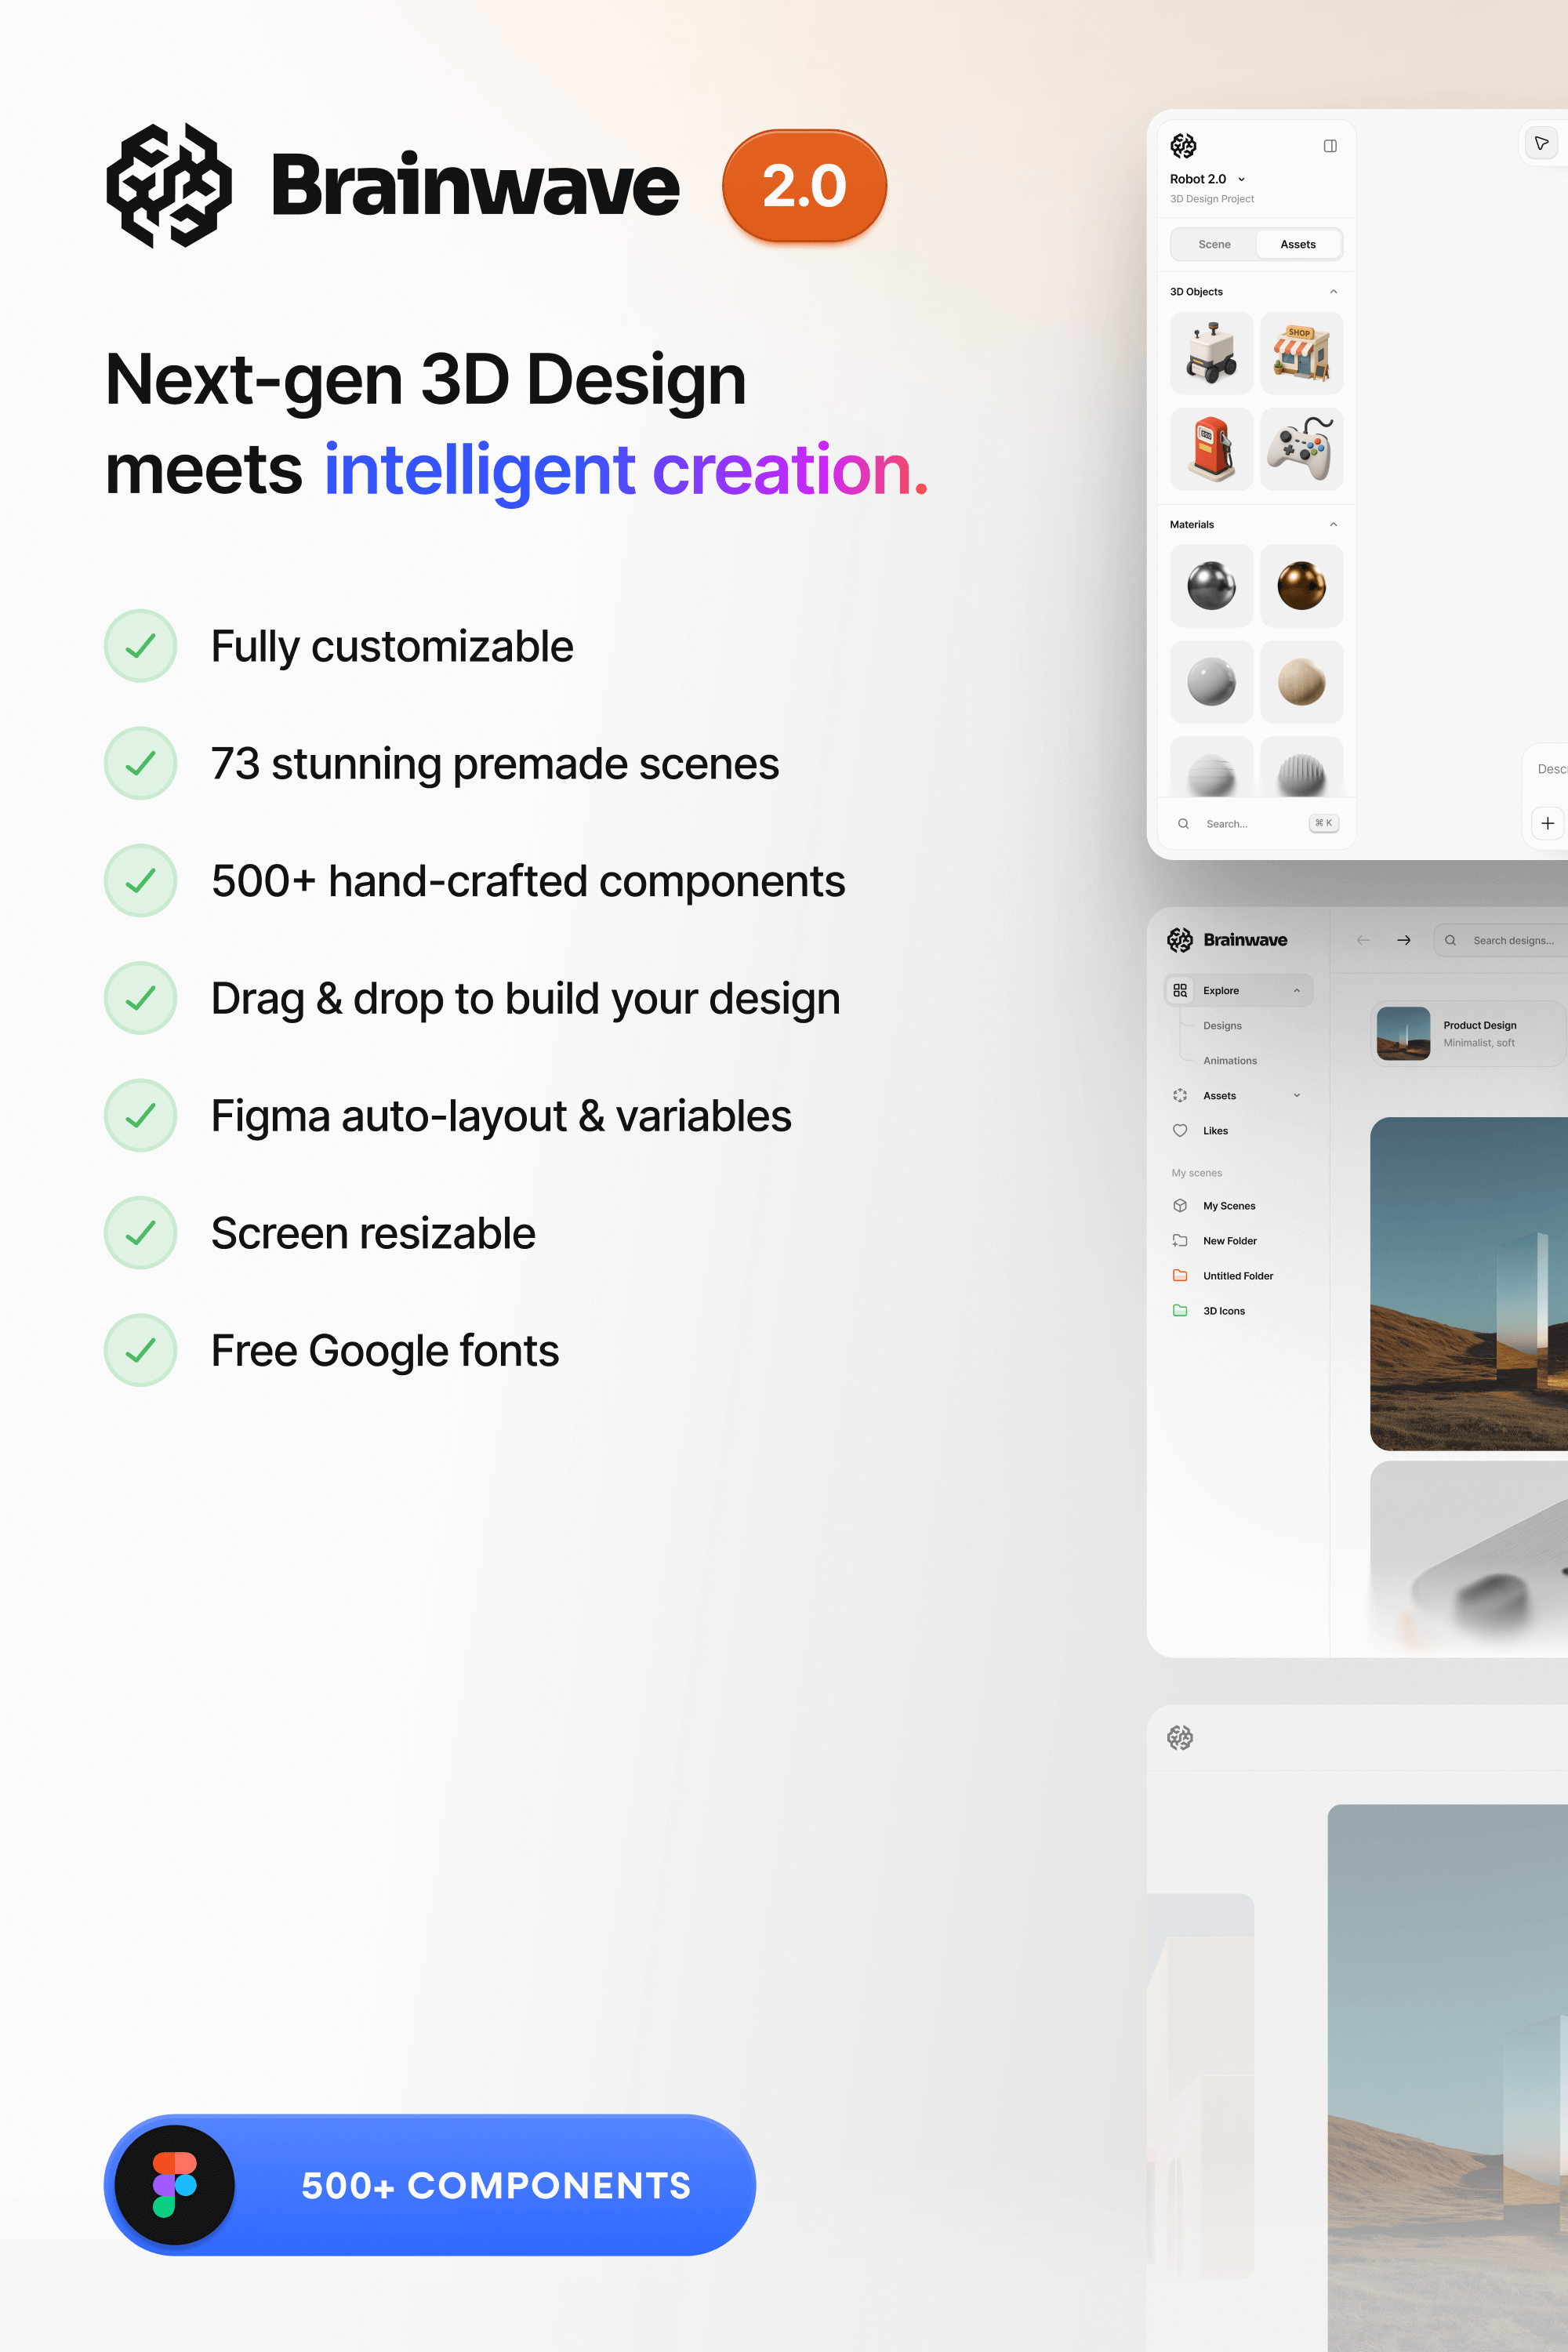 Brainwave
2.0
Next-gen 3D Design
meets intelligent creation.
Fully customizable
73 stunning premade scenes
500+ hand-crafted components
Drag & drop to build your design
Figma auto-layout & variables
Screen resizable
Free Google fonts
500+ COMPONENTS
Robot 2.0
3D Design Project
Scene
Assets
3D Objects
SHOP
Materials
Search...
⌘ K
Brainwave
Search designs...
Explore
Product Design
Minimalist, soft
Designs
Animations
Assets
Likes
My scenes
My Scenes
New Folder
Untitled Folder
3D Icons